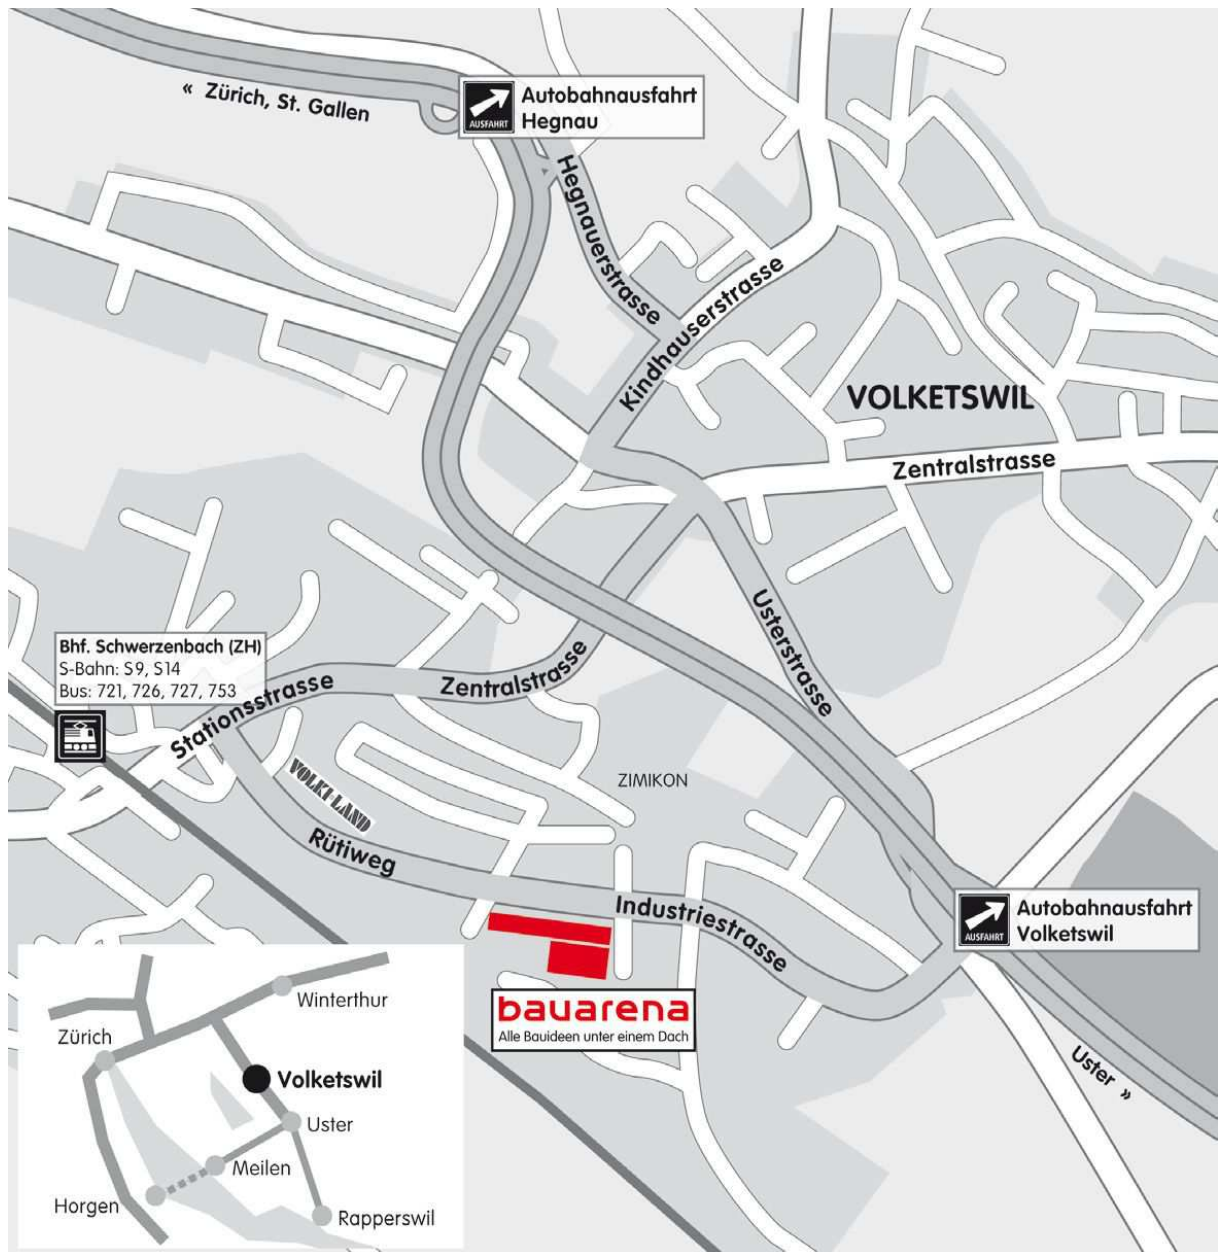 « Zürich, St. Gallen
AUSFAHRT
Autobahnausfahrt
Hegnau
Hegnauerstrasse
Kindhauserstrasse
VOLKETSWIL
Zentralstrasse
Usterstrasse
Bhf. Schwerzenbach (ZH)
S-Bahn: S9, S14
Bus: 721, 726, 727, 753
Stationsstrasse
Zentralstrasse
VOLKI-LAND
ZIMIKON
Rütiweg
Industriestrasse
AUSFAHRT
Autobahnausfahrt
Volketswil
bauarena
Alle Bauideen unter einem Dach
Uster »
Winterthur
Zürich
Volketswil
Uster
Meilen
Horgen
Rapperswil